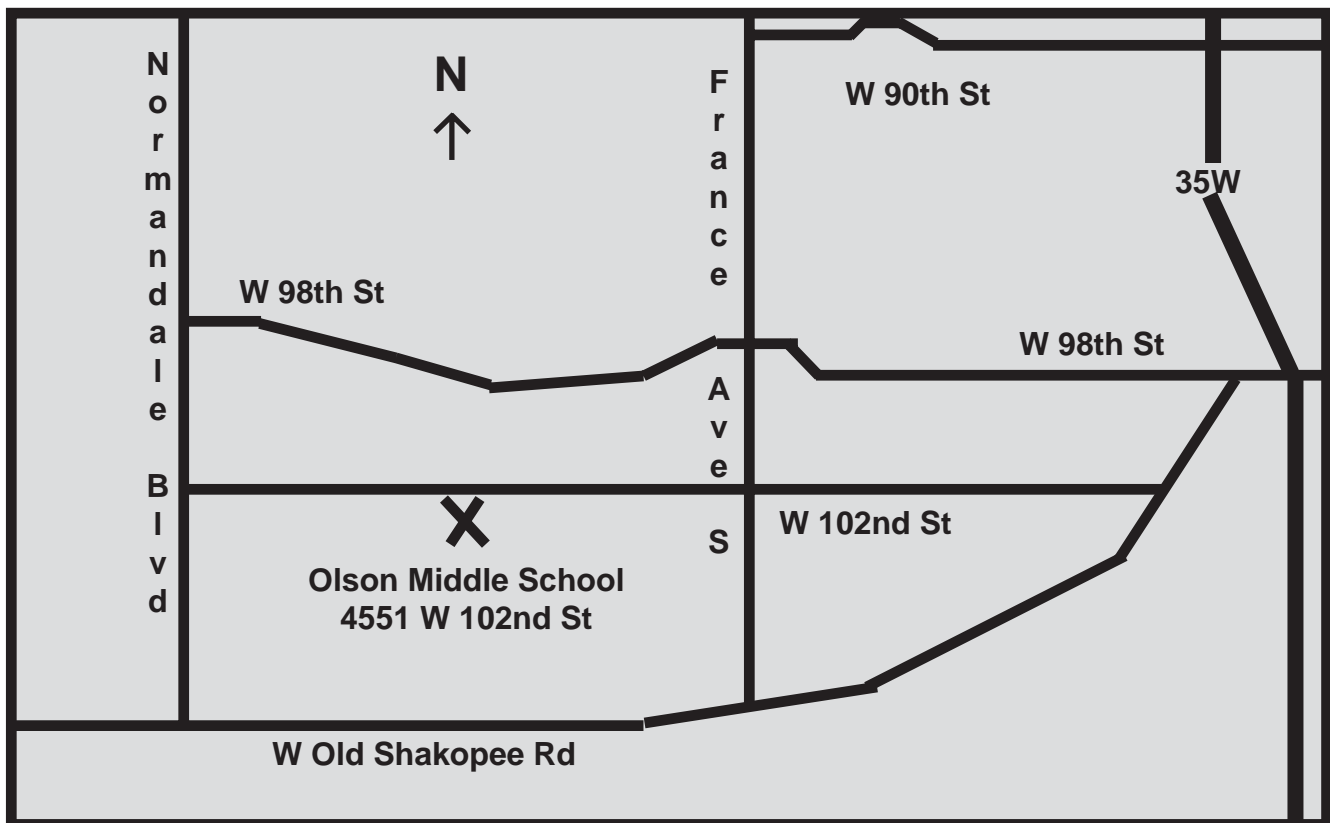 Normandale Blvd
N
France Ave S
W 90th St
35W
W 98th St
W 98th St
W 102nd St
Olson Middle School
4551 W 102nd St
W Old Shakopee Rd